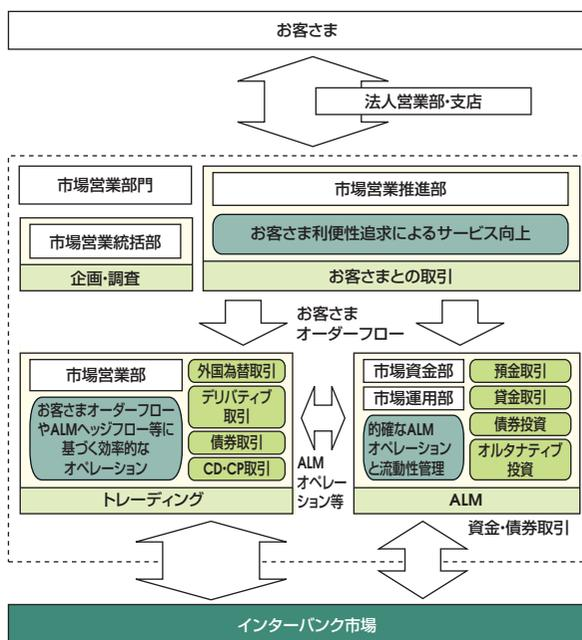 お客さま
法人営業部・支店
市場営業部門
市場営業統括部
企画・調査
市場営業推進部
お客さま利便性追求によるサービス向上
お客さまとの取引
お客さま
オーダーフロー
市場営業部
お客さまオーダーフロー
やALMヘッジフロー等に
基づく効率的な
オペレーション
外国為替取引
デリバティブ
取引
債券取引
CD・CP取引
トレーディング
ALM
オペレー
ション等
市場資金部
市場運用部
的確なALM
オペレーション
と流動性管理
預金取引
貸金取引
債券投資
オルタナティブ
投資
ALM
資金・債券取引
インターバンク市場